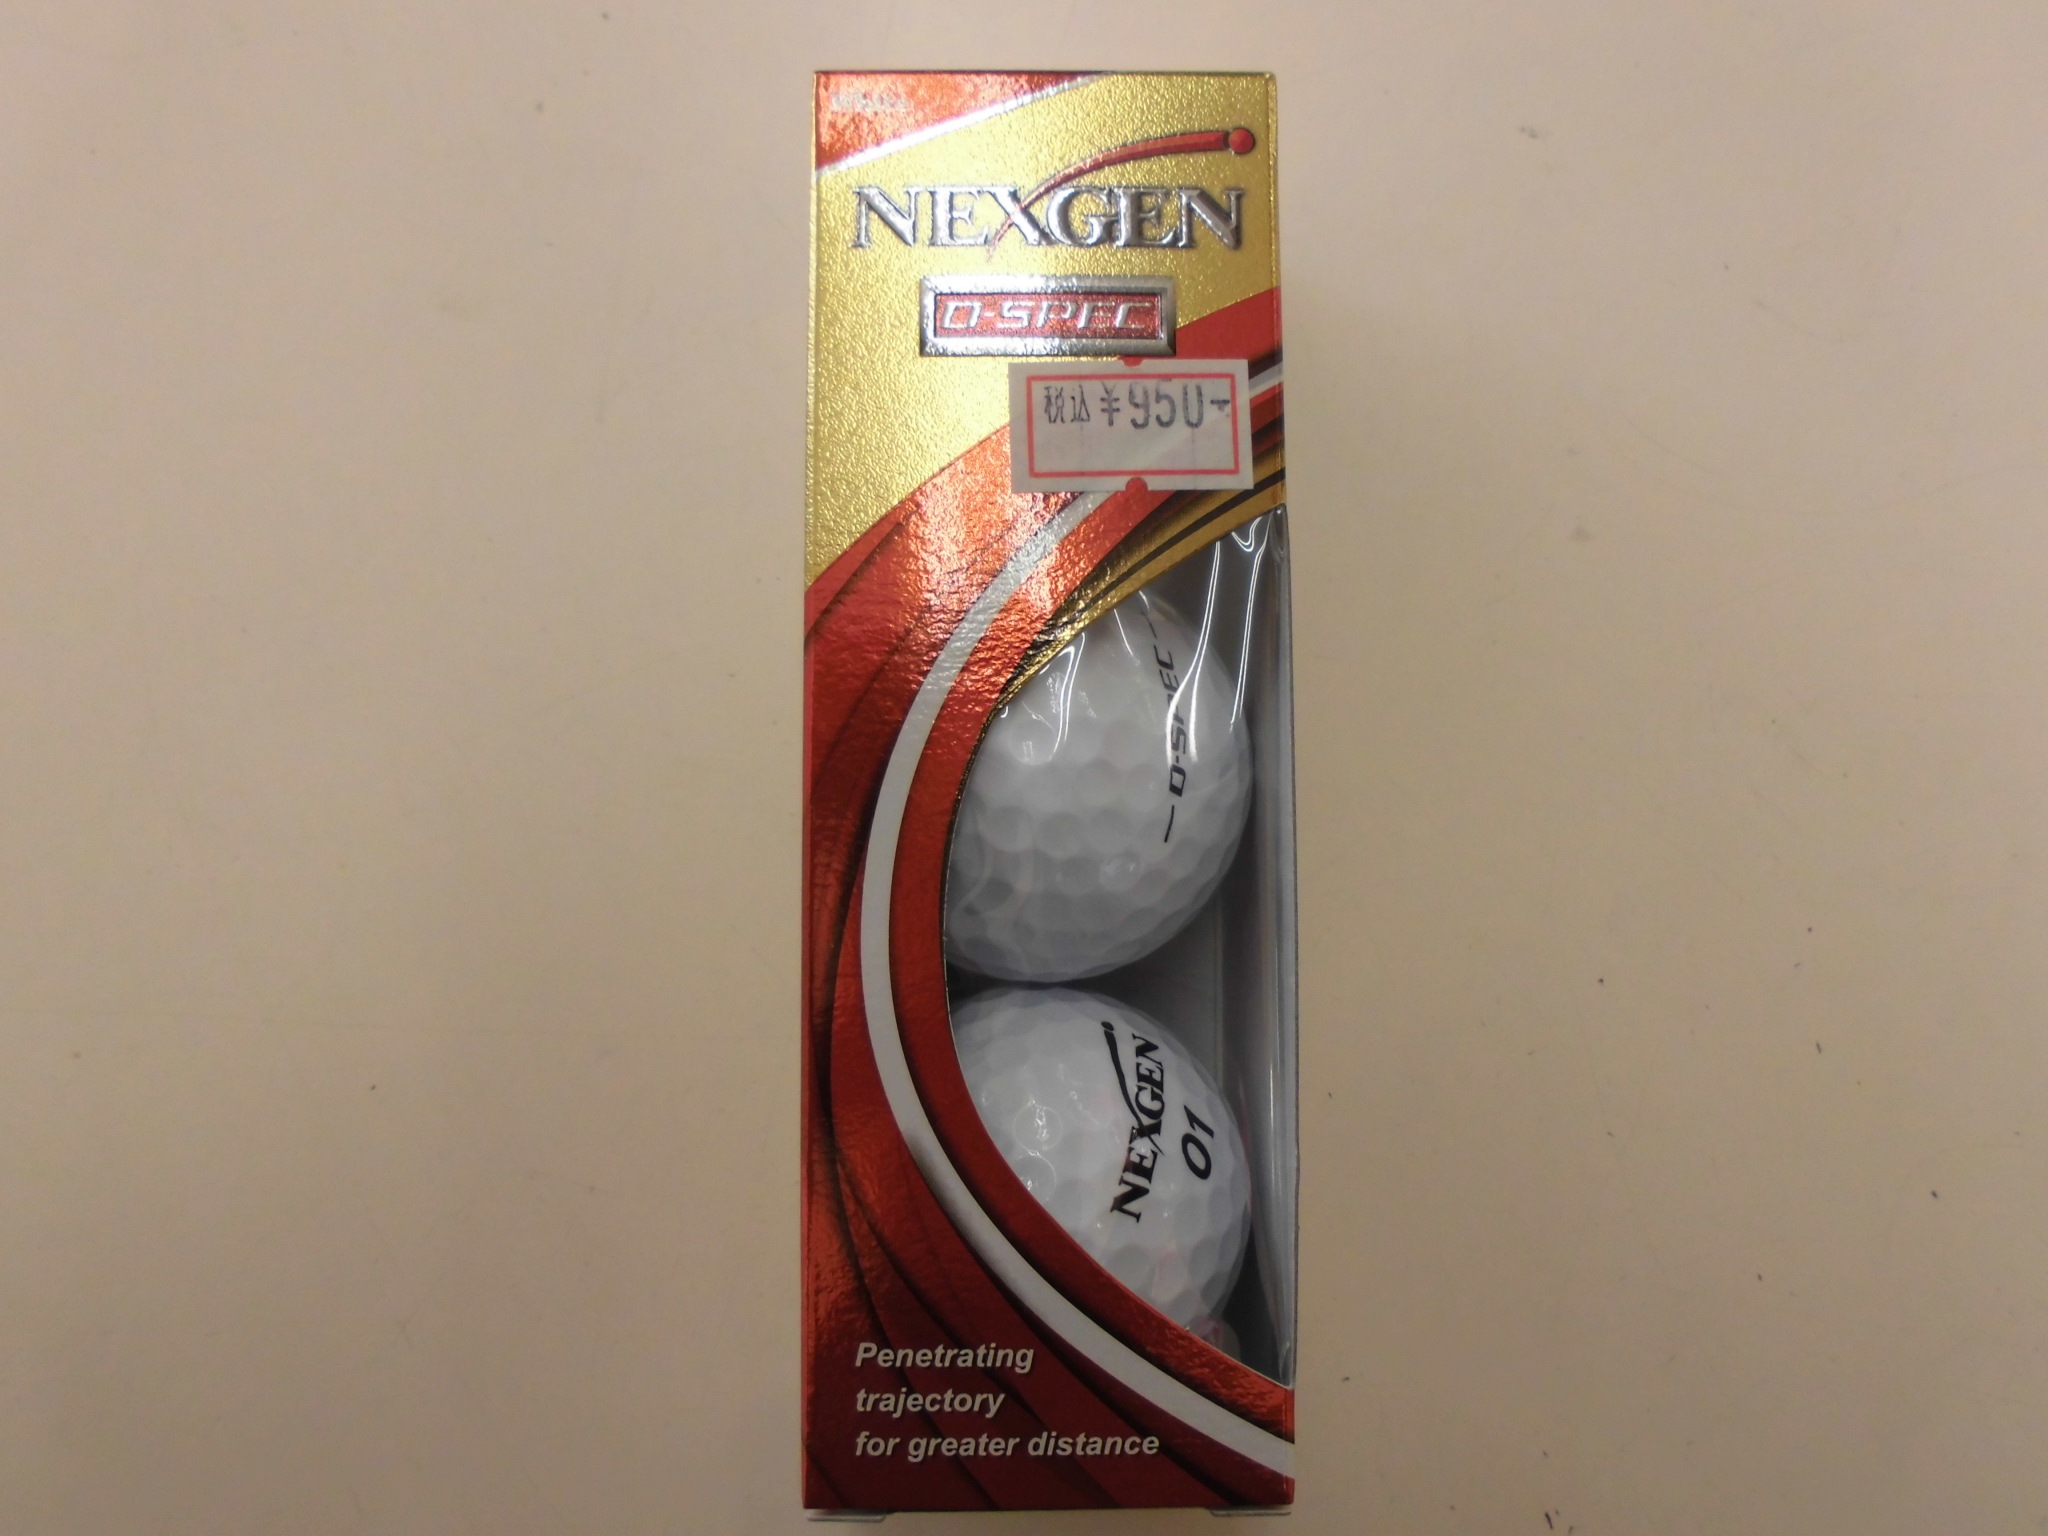 NEXGEN
D-SPEC
税込¥950-
D-SPEC
NEXGEN
01
Penetrating
trajectory
for greater distance